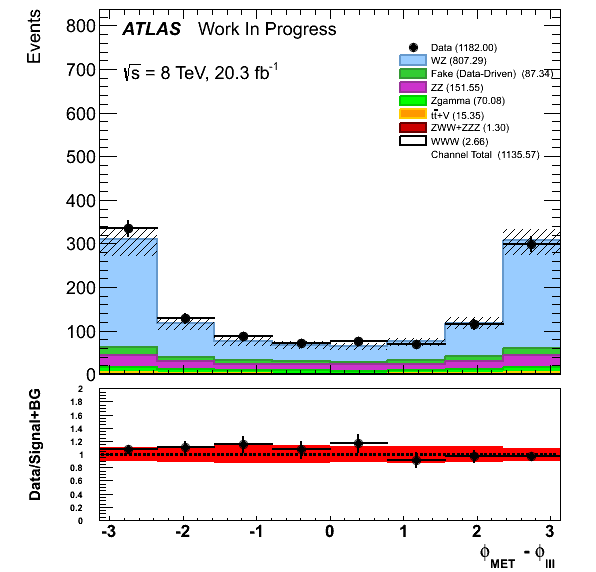 Events
800
700
600
500
400
300
200
100
0
ATLAS Work In Progress
√s = 8 TeV, 20.3 fb⁻¹
Data (1182.00)
WZ (807.29)
Fake (Data-Driven) (87.34)
ZZ (151.55)
Zgamma (70.08)
tt̄+V (15.35)
ZWW+ZZZ (1.30)
WWW (2.66)
Channel Total (1135.57)
Data/Signal+BG
2
1.8
1.6
1.4
1.2
1
0.8
0.6
0.4
0.2
0
-3 -2 -1 0 1 2 3
ϕMET - ϕlll